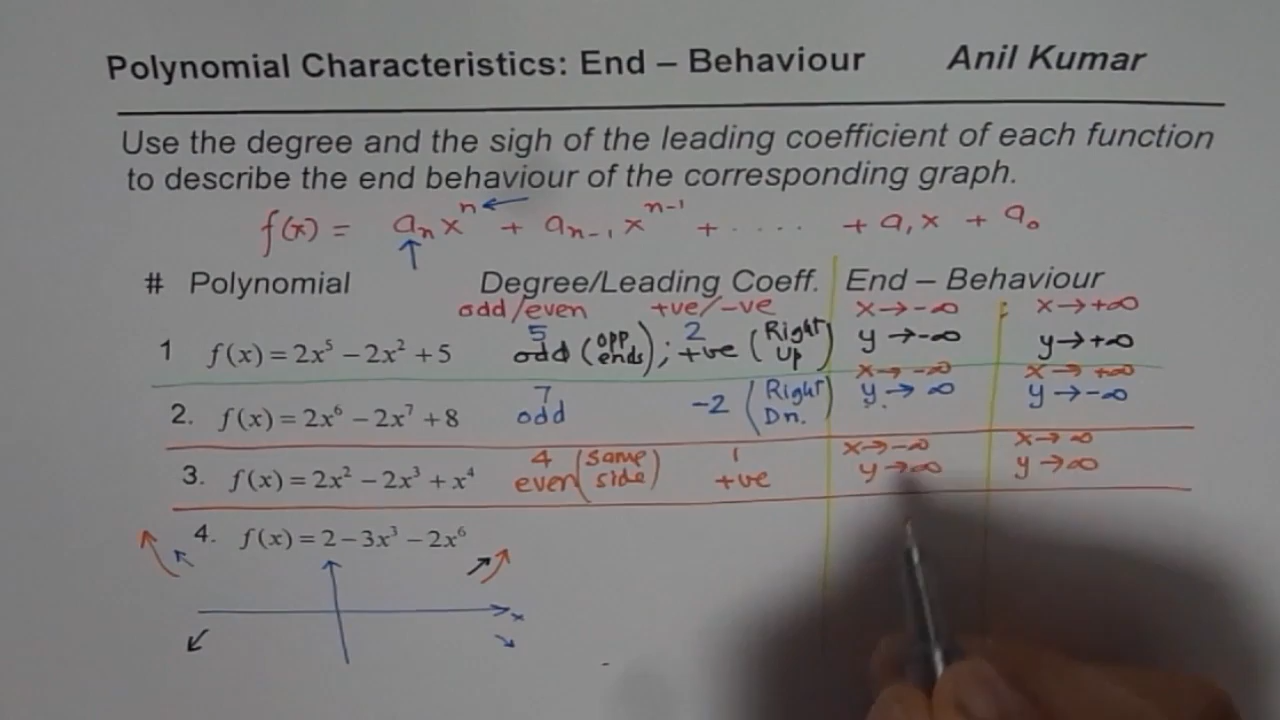 Polynomial Characteristics: End – Behaviour Anil Kumar
Use the degree and the sigh of the leading coefficient of each function
to describe the end behaviour of the corresponding graph.
f(x) = aₙxⁿ + aₙ₋₁xⁿ⁻¹ + · · · · + a₁x + a₀
# Polynomial Degree/Leading Coeff. End – Behaviour
odd/even +ve/-ve x→-∞ ; x→+∞
1 f(x) = 2x⁵ − 2x² + 5 5 odd (opp. ends); 2 +ve (Right Up) y→-∞ y→+∞
x→-∞ x→+∞
2. f(x) = 2x⁶ − 2x⁷ + 8 7 odd -2 (Right Dn.) y→∞ y→-∞
x→-∞ x→∞
3. f(x) = 2x² − 2x³ + x⁴ 4 even (same side) 1 +ve y→∞ y→∞
4. f(x) = 2 − 3x³ − 2x⁶
x